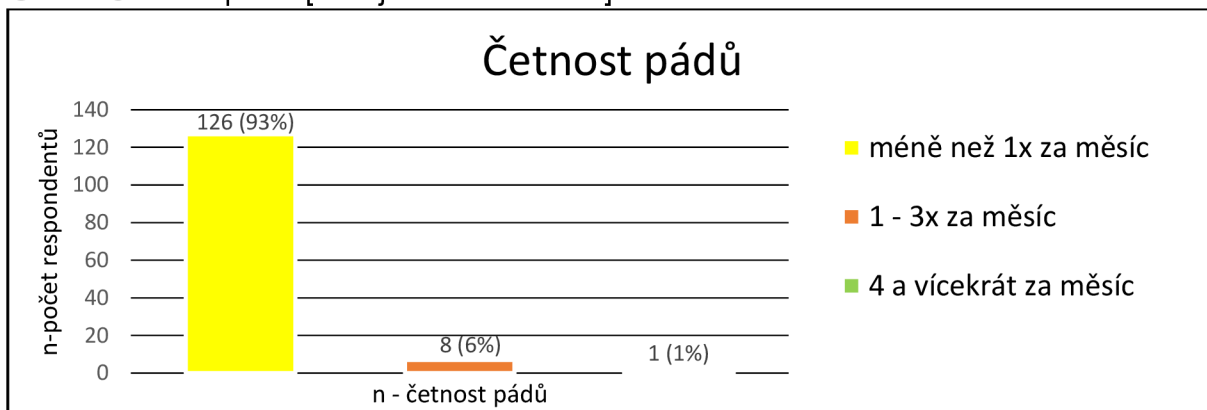 Četnost pádů
n-počet respondentů
140
120
100
80
60
40
20
0
126 (93%)
8 (6%)
1 (1%)
n - četnost pádů
méně než 1x za měsíc
1 - 3x za měsíc
4 a vícekrát za měsíc